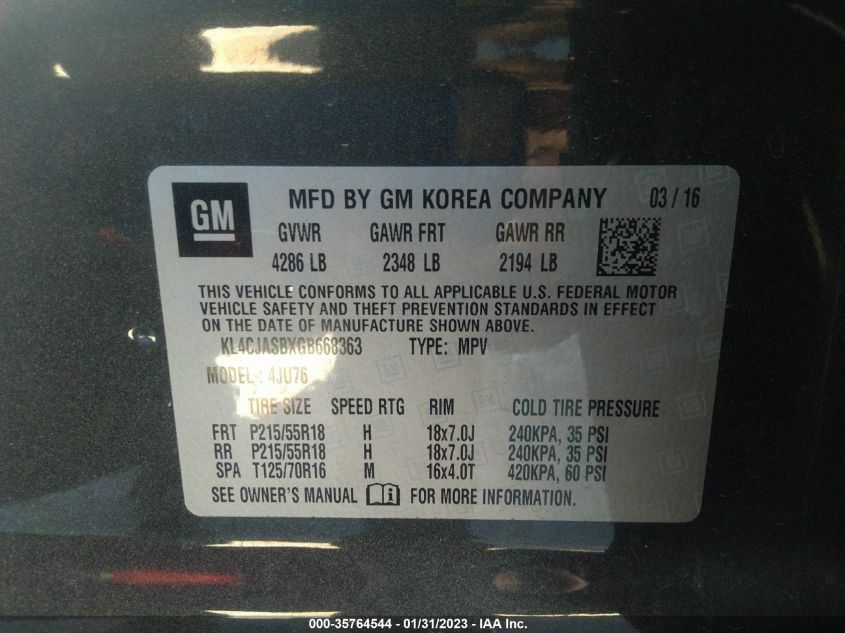 GM MFD BY GM KOREA COMPANY 03 / 16
GVWR GAWR FRT GAWR RR
4286 LB 2348 LB 2194 LB
THIS VEHICLE CONFORMS TO ALL APPLICABLE U.S. FEDERAL MOTOR
VEHICLE SAFETY AND THEFT PREVENTION STANDARDS IN EFFECT
ON THE DATE OF MANUFACTURE SHOWN ABOVE.
KL4CJASBXGB668363 TYPE: MPV
MODEL : 4JU76
TIRE SIZE SPEED RTG RIM COLD TIRE PRESSURE
FRT P215/55R18 H 18x7.0J 240KPA, 35 PSI
RR P215/55R18 H 18x7.0J 240KPA, 35 PSI
SPA T125/70R16 M 16x4.0T 420KPA, 60 PSI
SEE OWNER'S MANUAL i FOR MORE INFORMATION.
000-35764544 - 01/31/2023 - IAA Inc.